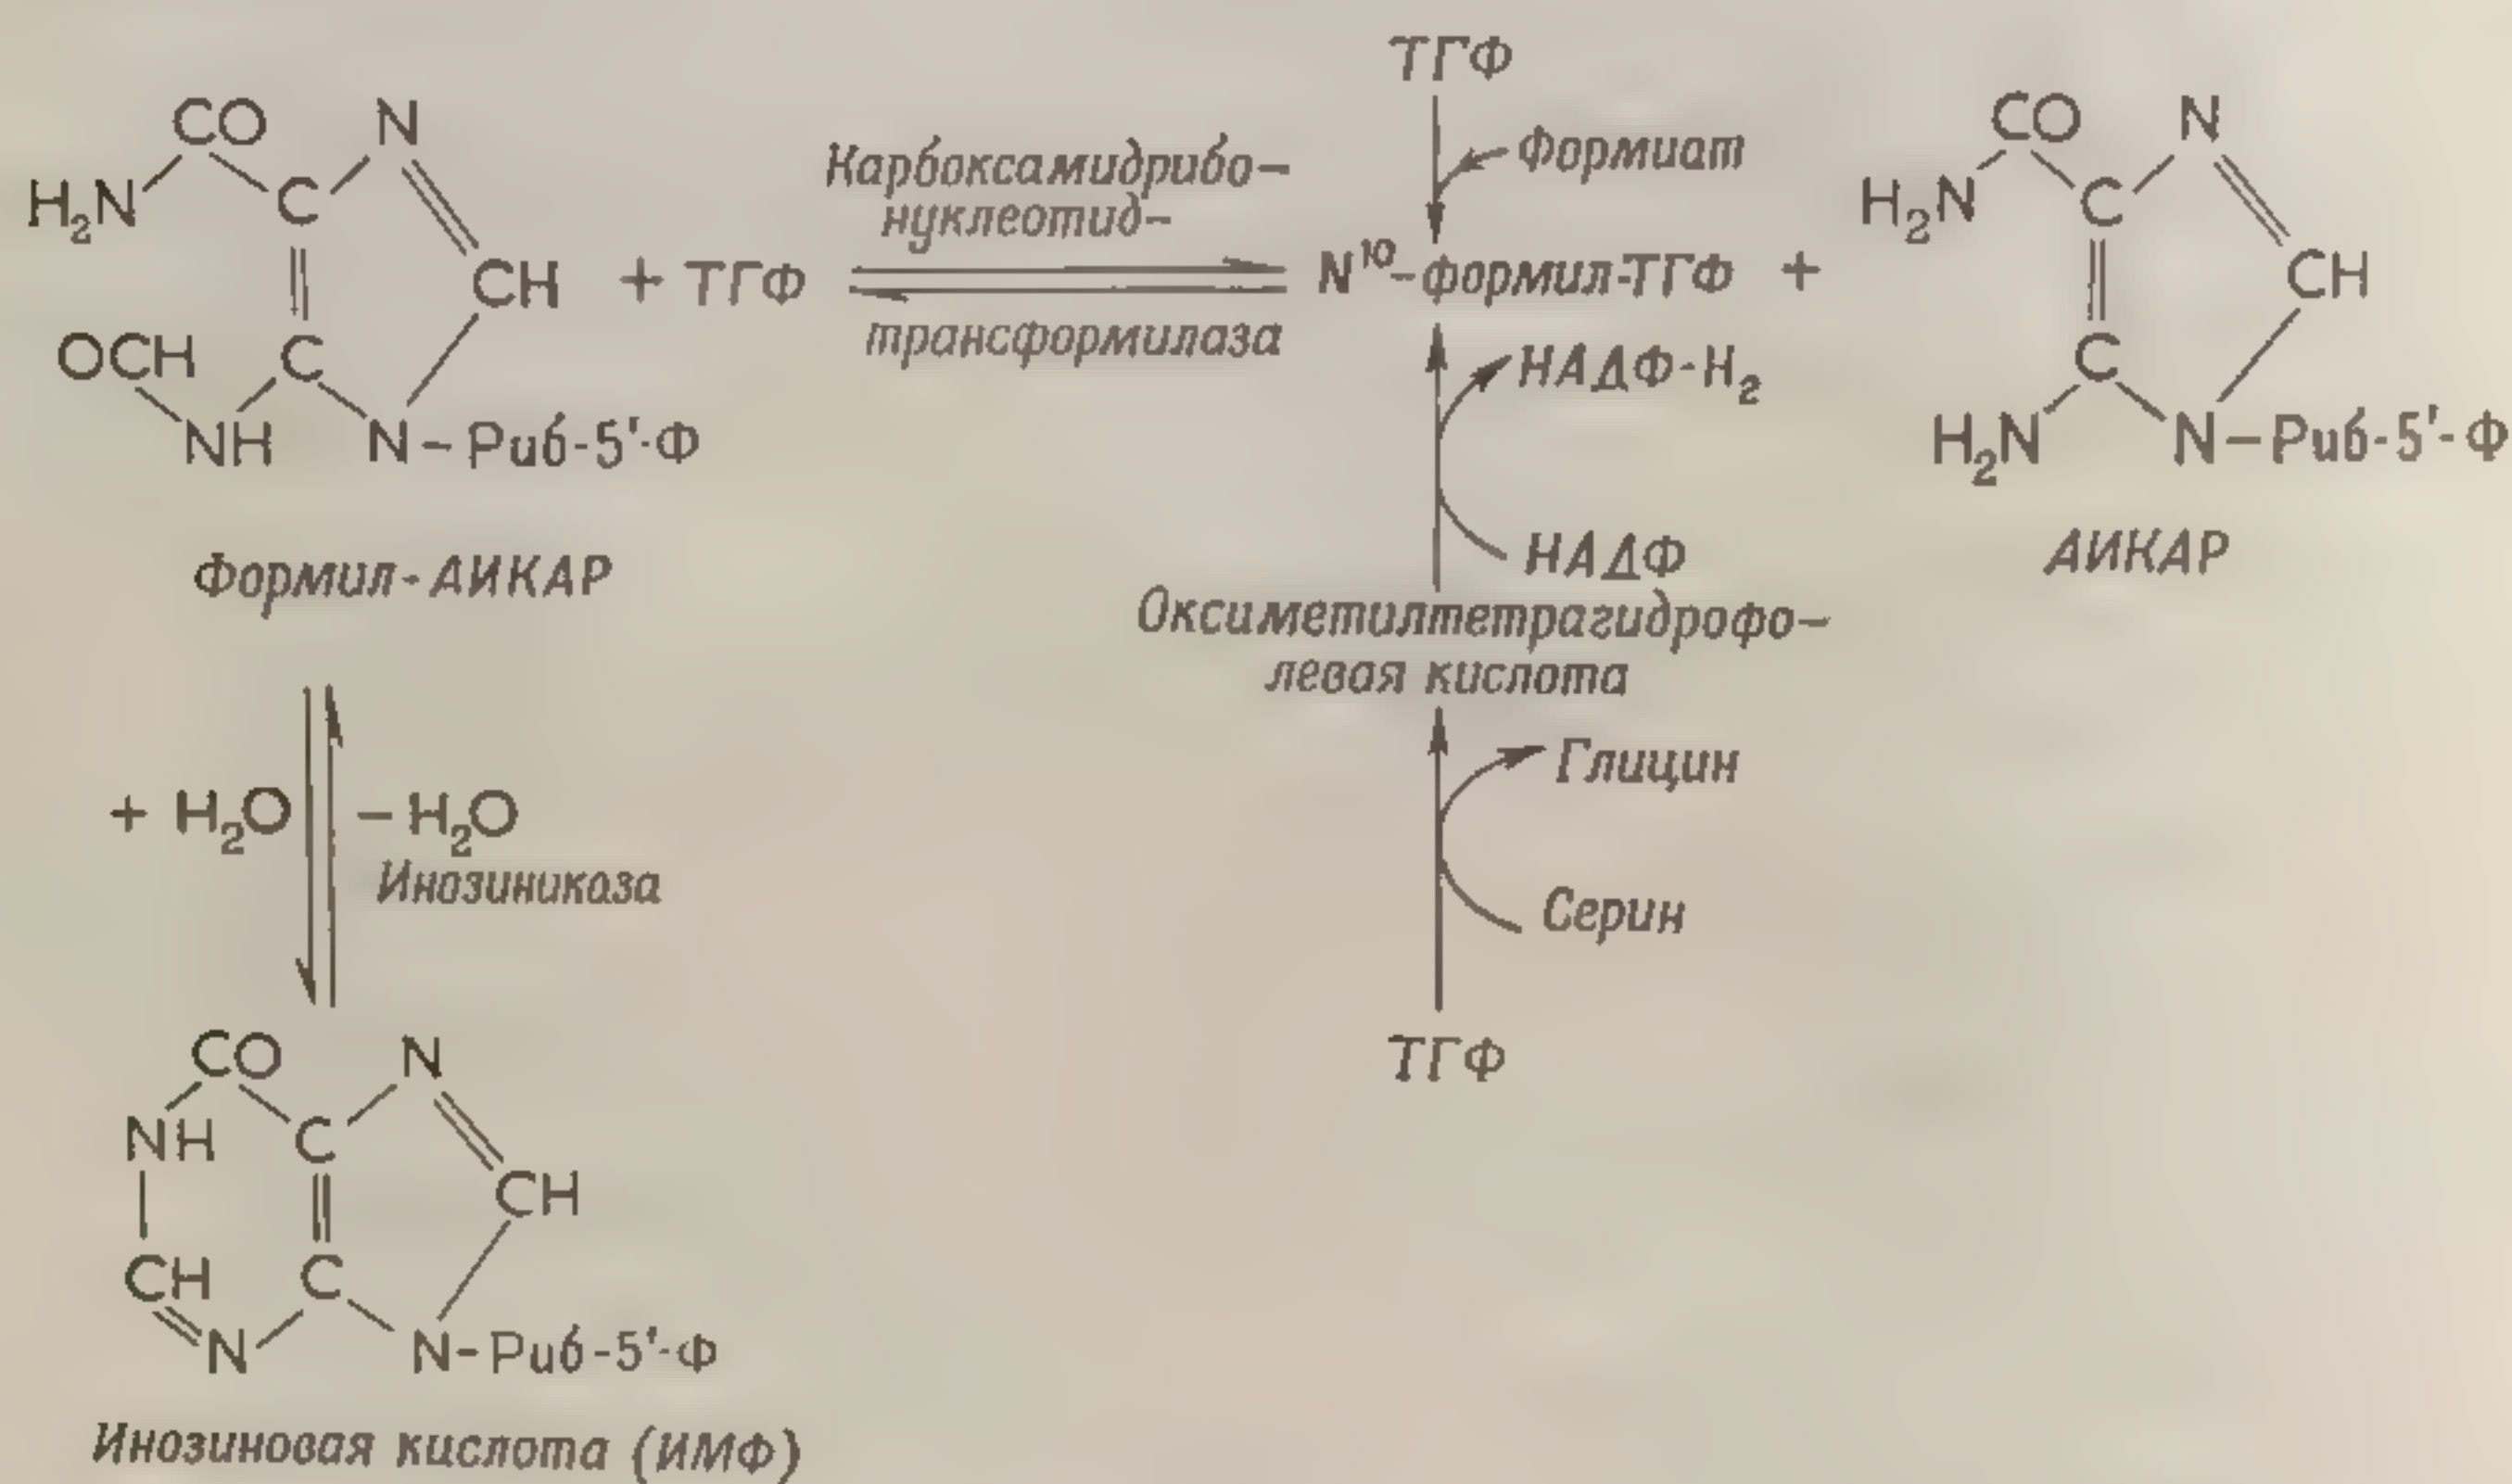 ТГФ
CO N
H₂N C
CH
OCH C
NH N - Риб-5'-Ф
+ ТГФ
Карбоксамидрибо-
нуклеотид-
трансформилаза
Формиат
N¹⁰-формил-ТГФ +
CO N
H₂N C
CH
C
H₂N N - Риб-5'-Ф
НАДФ-Н₂
НАДФ
Формил-АИКАР
АИКАР
Оксиметилтетрагидрофо-
левая кислота
Глицин
Серин
ТГФ
+ H₂O - H₂O
Инозиникоза
CO N
NH C
CH
CH C
N N - Риб-5'-Ф
Инозиновая кислота (ИМФ)